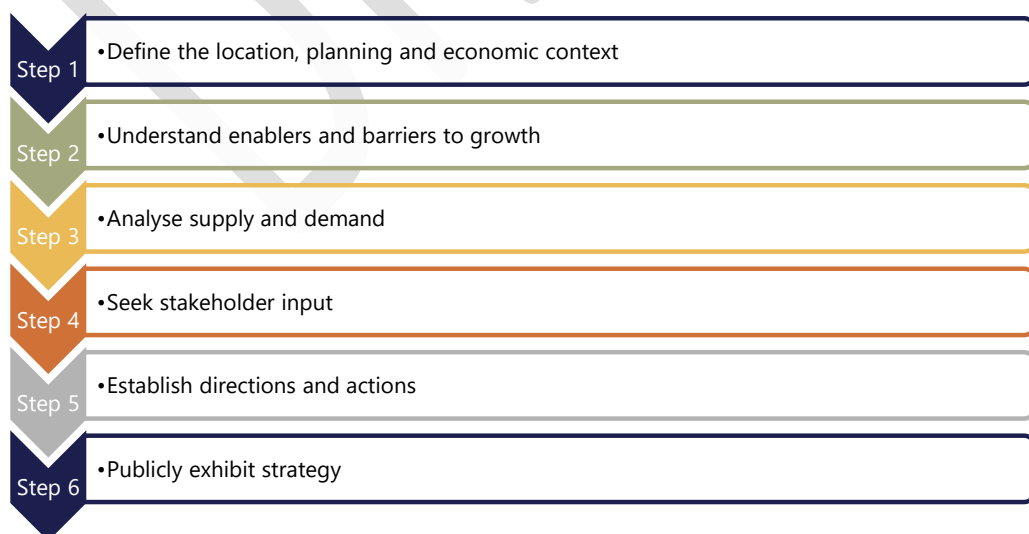 Step 1
•Define the location, planning and economic context
Step 2
•Understand enablers and barriers to growth
Step 3
•Analyse supply and demand
Step 4
•Seek stakeholder input
Step 5
•Establish directions and actions
Step 6
•Publicly exhibit strategy